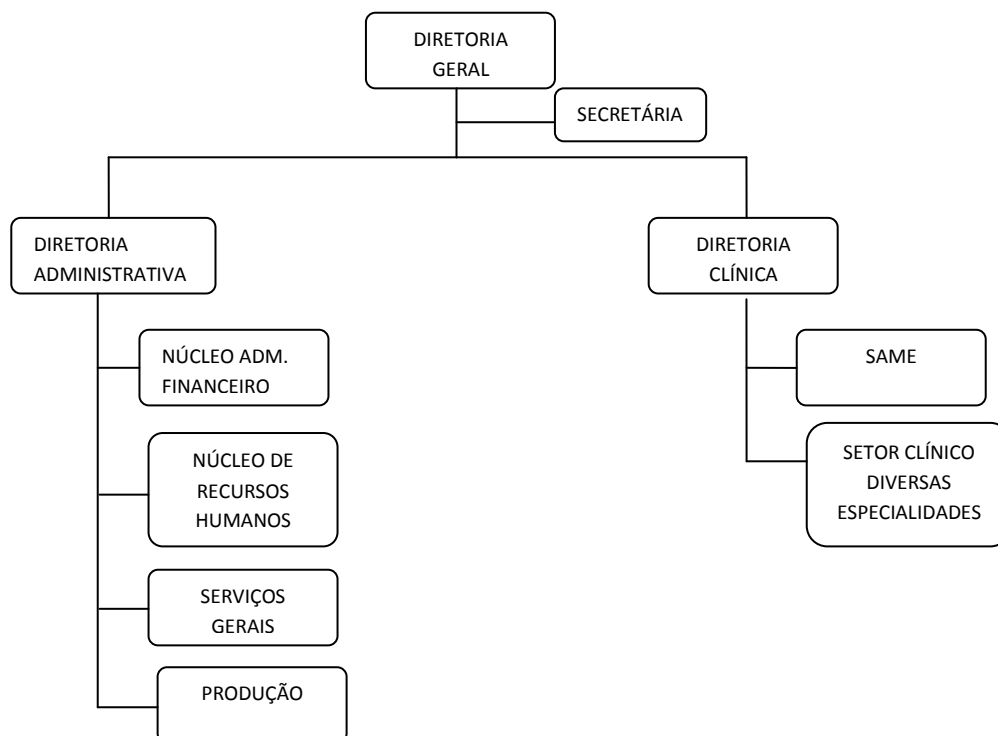 DIRETORIA
GERAL
SECRETÁRIA
DIRETORIA
ADMINISTRATIVA
DIRETORIA
CLÍNICA
NÚCLEO ADM.
FINANCEIRO
SAME
NÚCLEO DE
RECURSOS
HUMANOS
SETOR CLÍNICO
DIVERSAS
ESPECIALIDADES
SERVIÇOS
GERAIS
PRODUÇÃO